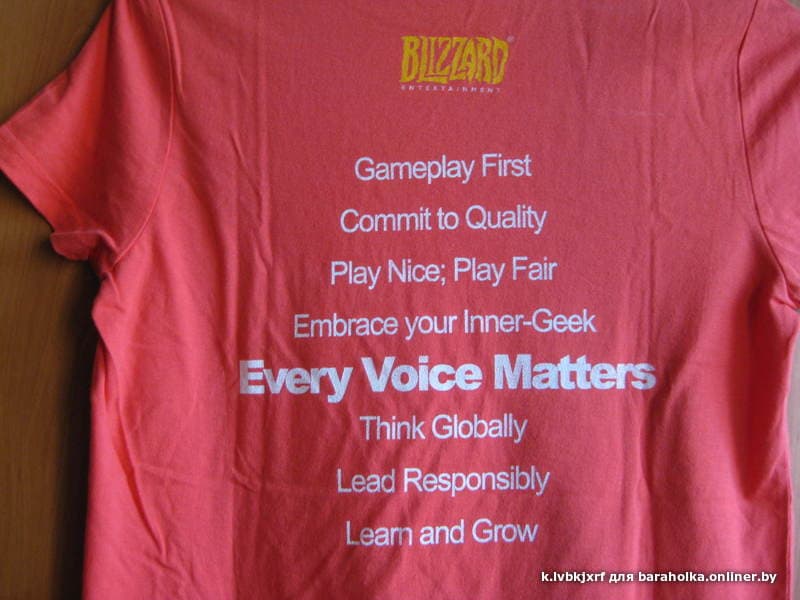 BLIZZARD®
ENTERTAINMENT
Gameplay First
Commit to Quality
Play Nice; Play Fair
Embrace your Inner-Geek
Every Voice Matters
Think Globally
Lead Responsibly
Learn and Grow
k.lvbkjxrf для baraholka.onliner.by